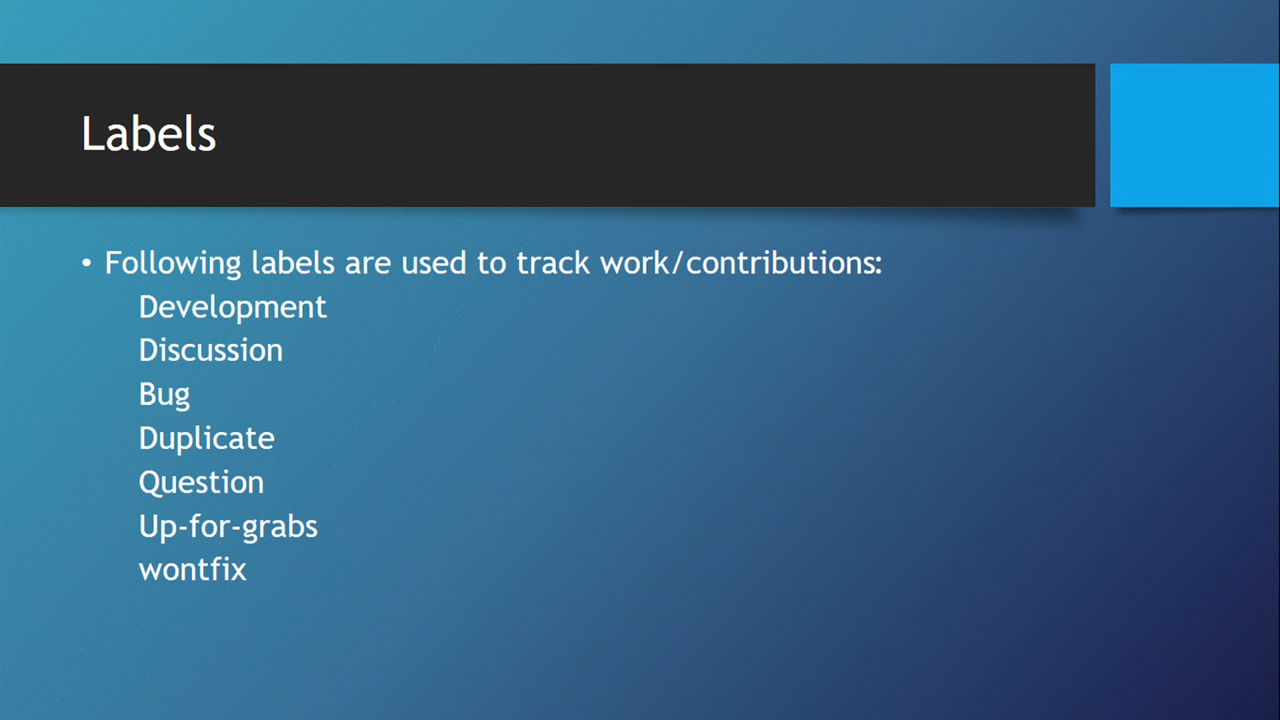 Labels
• Following labels are used to track work/contributions:
Development
Discussion
Bug
Duplicate
Question
Up-for-grabs
wontfix